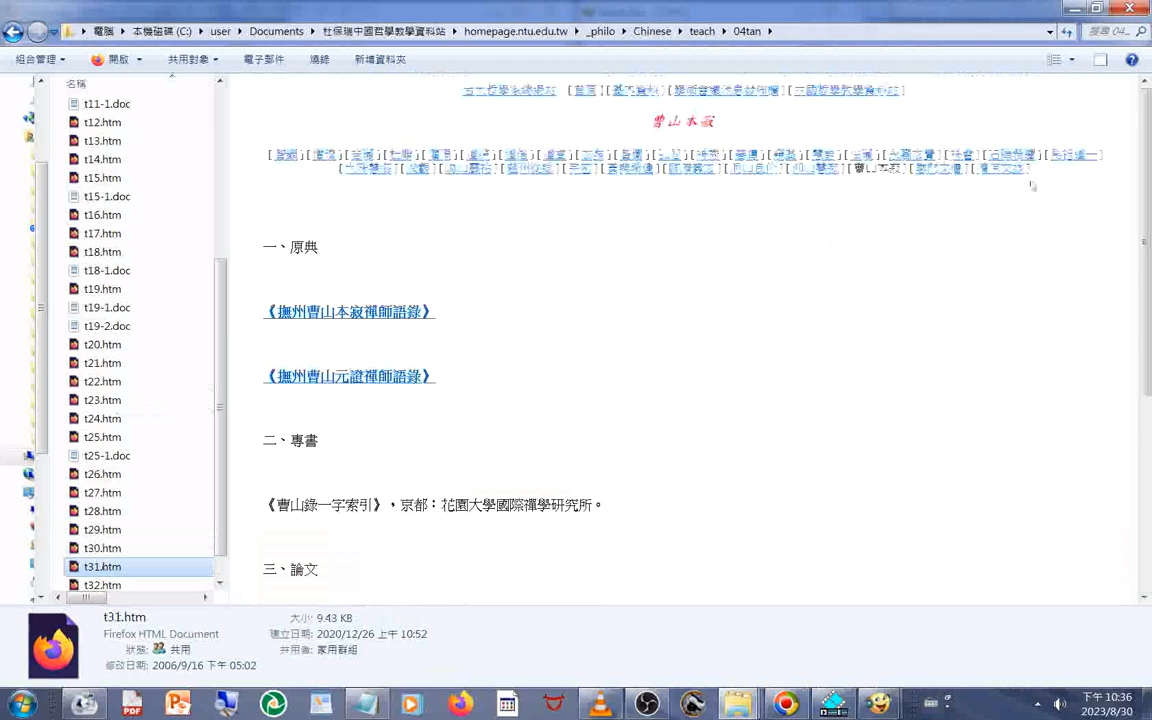 電腦 本機磁碟 (C:) user Documents 杜保瑞中國哲學教學資料站 homepage.ntu.edu.tw _philo Chinese teach 04tan
搜尋 04...
組合管理 開啟 共用對象 電子郵件 燒錄 新增資料夾
名稱
t11-1.doc
t12.htm
t13.htm
t14.htm
t15.htm
t15-1.doc
t16.htm
t17.htm
t18.htm
t18-1.doc
t19.htm
t19-1.doc
t19-2.doc
t20.htm
t21.htm
t22.htm
t23.htm
t24.htm
t25.htm
t25-1.doc
t26.htm
t27.htm
t28.htm
t29.htm
t30.htm
t31.htm
t32.htm
曹山本寂
一、原典
《撫州曹山本寂禪師語錄》
《撫州曹山元證禪師語錄》
二、專書
《曹山錄一字索引》，京都：花園大學國際禪學研究所。
三、論文
t31.htm
Firefox HTML Document
狀態: 共用
修改日期: 2006/9/16 下午 05:02
大小: 9.43 KB
建立日期: 2020/12/26 上午 10:52
共用者: 家用群組
下午 10:36
2023/8/30